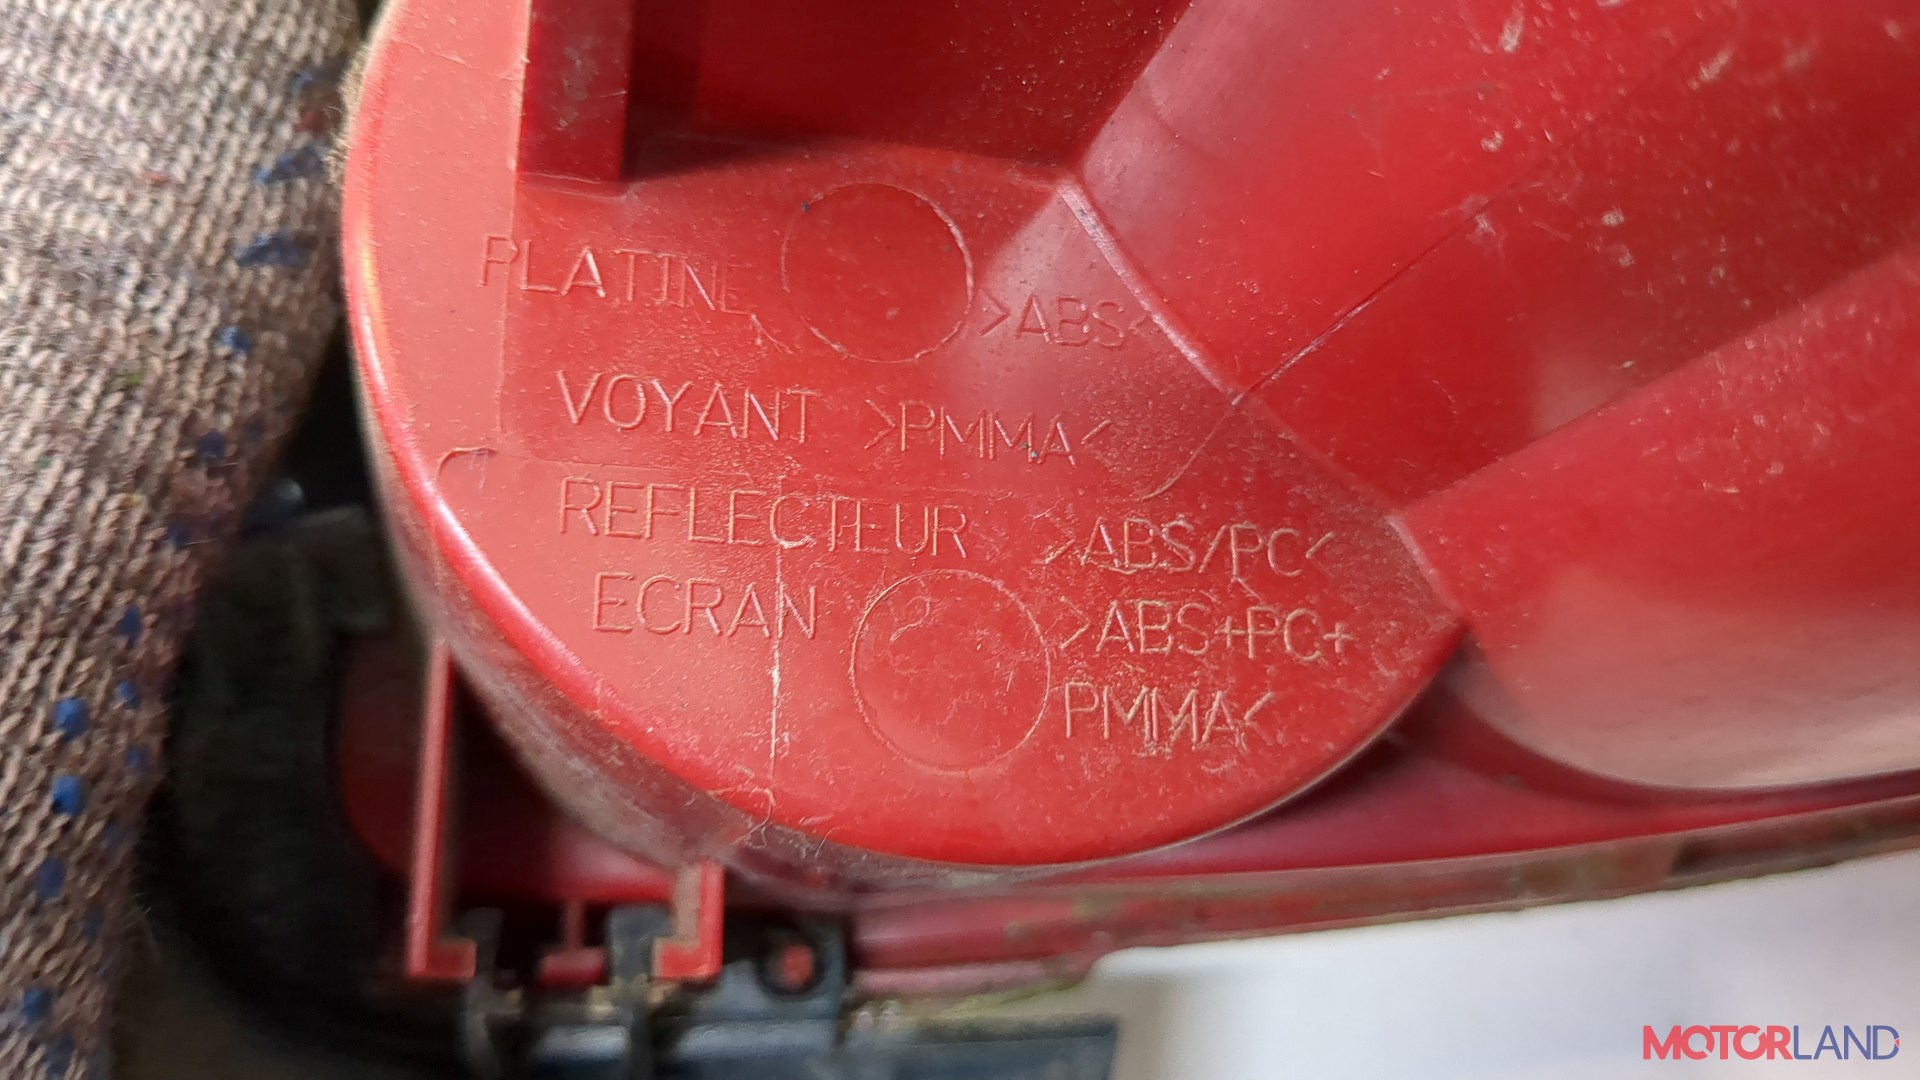 PLATINE >ABS<
VOYANT >PMMA<
REFLECTEUR >ABS/PC<
ECRAN >ABS+PC+
PMMA<
MOTORLAND